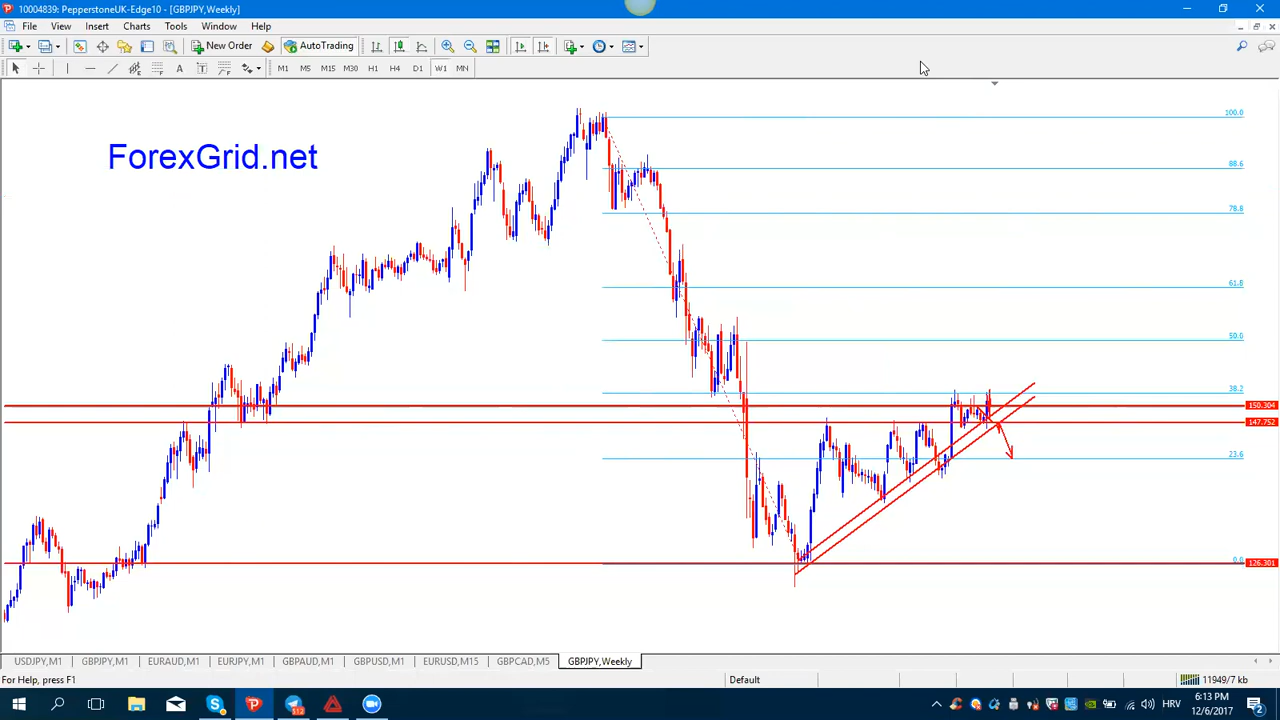 10004839: PepperstoneUK-Edge10 - [GBPJPY,Weekly]
File View Insert Charts Tools Window Help
New Order AutoTrading
M1 M5 M15 M30 H1 H4 D1 W1 MN
ForexGrid.net
100.0
88.6
78.8
61.8
50.0
38.2
150.304
147.752
23.6
0.0
126.301
USDJPY,M1 GBPJPY,M1 EURAUD,M1 EURJPY,M1 GBPAUD,M1 GBPUSD,M1 EURUSD,M15 GBPCAD,M5 GBPJPY,Weekly
For Help, press F1 Default 11949/7 kb
HRV 6:13 PM
12/6/2017